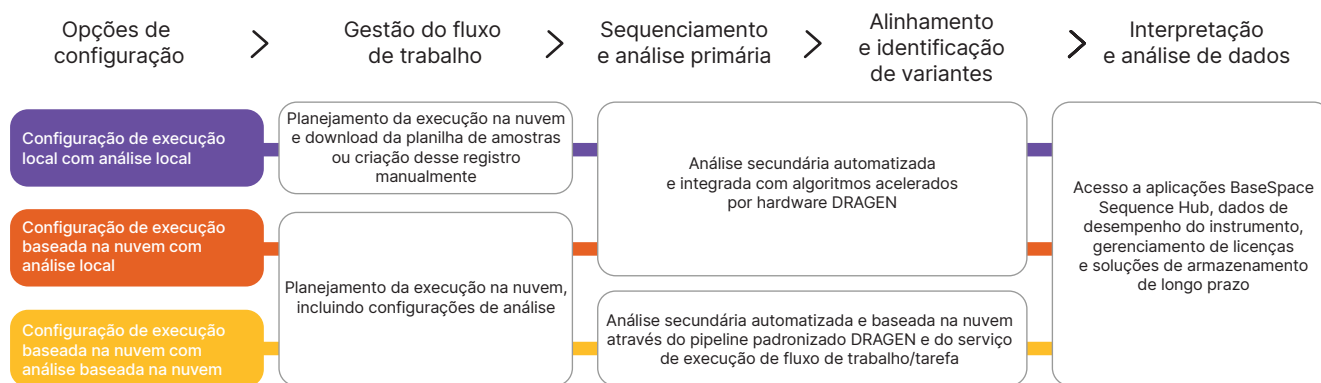 Opções de
configuração
Gestão do fluxo
de trabalho
Sequenciamento
e análise primária
Alinhamento
e identificação
de variantes
Interpretação
e análise de dados
Configuração de execução
local com análise local
Planejamento da execução na nuvem
e download da planilha de amostras
ou criação desse registro
manualmente
Análise secundária automatizada
e integrada com algoritmos acelerados
por hardware DRAGEN
Acesso a aplicações BaseSpace
Sequence Hub, dados de
desempenho do instrumento,
gerenciamento de licenças
e soluções de armazenamento
de longo prazo
Configuração de execução
baseada na nuvem com
análise local
Planejamento da execução na nuvem,
incluindo configurações de análise
Configuração de execução
baseada na nuvem com
análise baseada na nuvem
Análise secundária automatizada e baseada na nuvem
através do pipeline padronizado DRAGEN e do serviço
de execução de fluxo de trabalho/tarefa